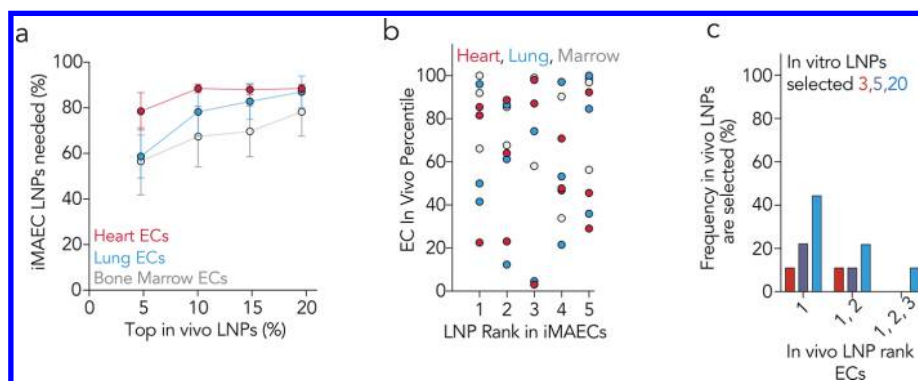 a
iMAEC LNPs needed (%)
100
80
60
40
20
0
Heart ECs
Lung ECs
Bone Marrow ECs
0 5 10 15 20
Top in vivo LNPs (%)
b
Heart, Lung, Marrow
EC In Vivo Percentile
100
80
60
40
20
0
1 2 3 4 5
LNP Rank in iMAECs
c
In vitro LNPs
selected 3,5,20
Frequency in vivo LNPs
are selected (%)
100
80
60
40
20
0
1
1, 2
1, 2, 3
In vivo LNP rank
ECs